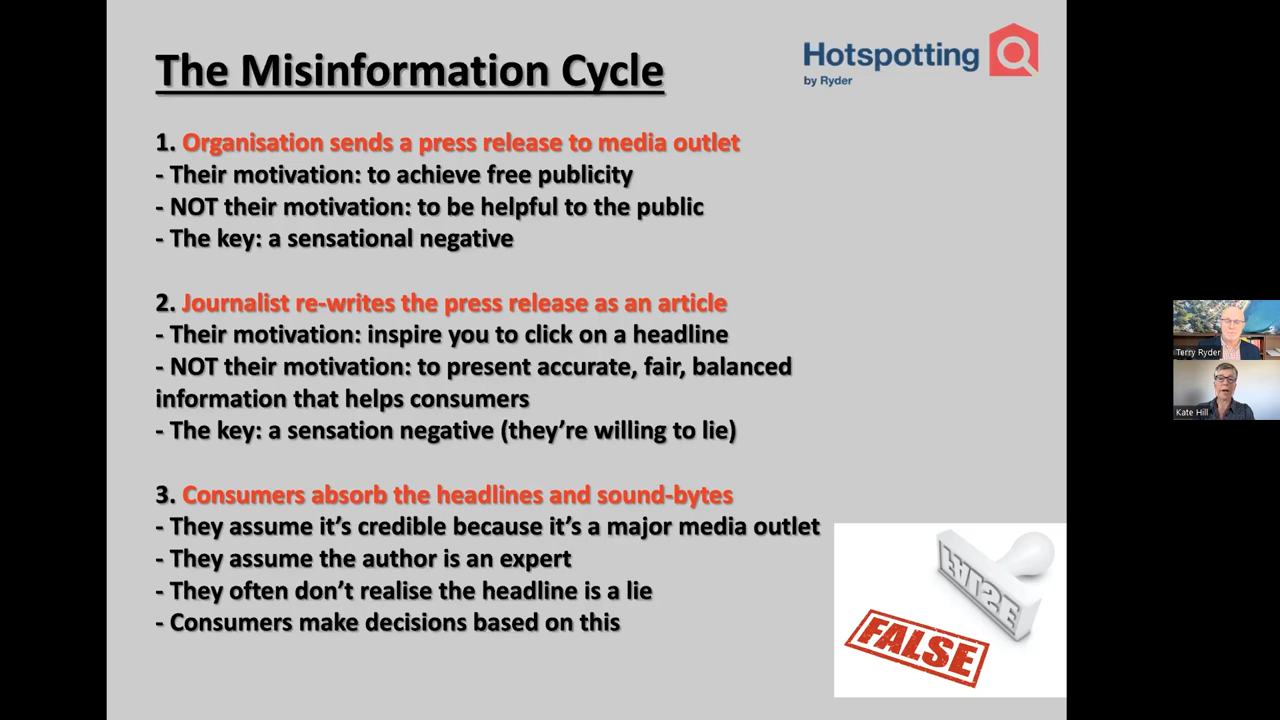 The Misinformation Cycle
Hotspotting
by Ryder
1. Organisation sends a press release to media outlet
- Their motivation: to achieve free publicity
- NOT their motivation: to be helpful to the public
- The key: a sensational negative
2. Journalist re-writes the press release as an article
- Their motivation: inspire you to click on a headline
- NOT their motivation: to present accurate, fair, balanced
information that helps consumers
- The key: a sensation negative (they’re willing to lie)
3. Consumers absorb the headlines and sound-bytes
- They assume it’s credible because it’s a major media outlet
- They assume the author is an expert
- They often don’t realise the headline is a lie
- Consumers make decisions based on this
FALSE
FALSE
Terry Ryder
Kate Hill